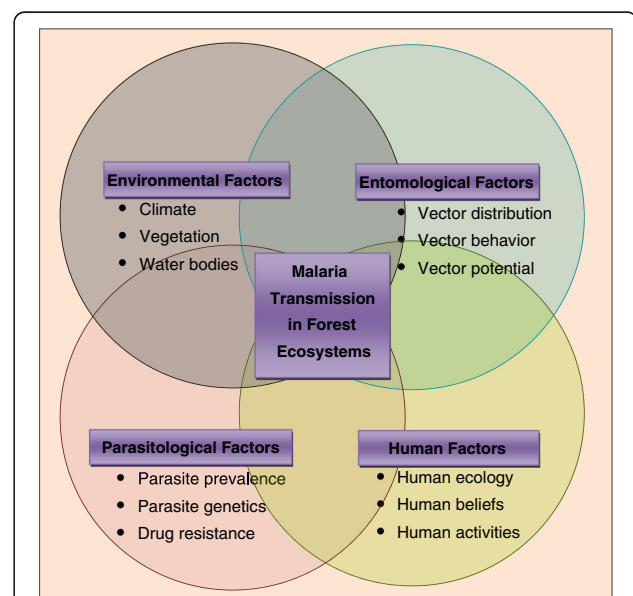 Environmental Factors
• Climate
• Vegetation
• Water bodies
Entomological Factors
• Vector distribution
• Vector behavior
• Vector potential
Malaria
Transmission
in Forest
Ecosystems
Parasitological Factors
• Parasite prevalence
• Parasite genetics
• Drug resistance
Human Factors
• Human ecology
• Human beliefs
• Human activities